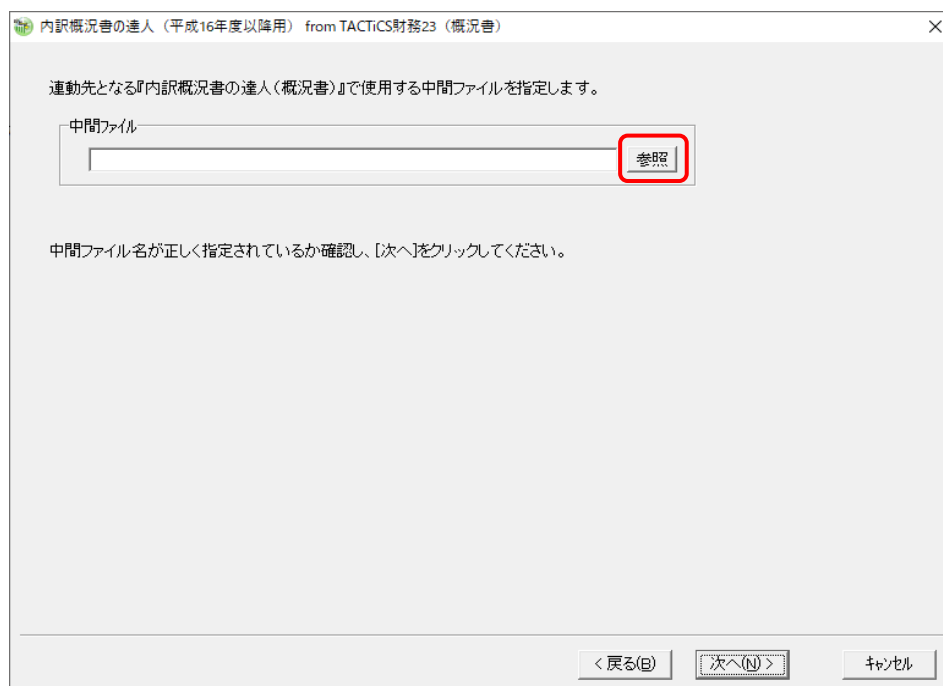 内訳概況書の達人（平成16年度以降用） from TACTiCS財務23（概況書）
連動先となる『内訳概況書の達人（概況書）』で使用する中間ファイルを指定します。
中間ファイル
参照
中間ファイル名が正しく指定されているか確認し、[次へ]をクリックしてください。
< 戻る(B) 次へ(N) > キャンセル